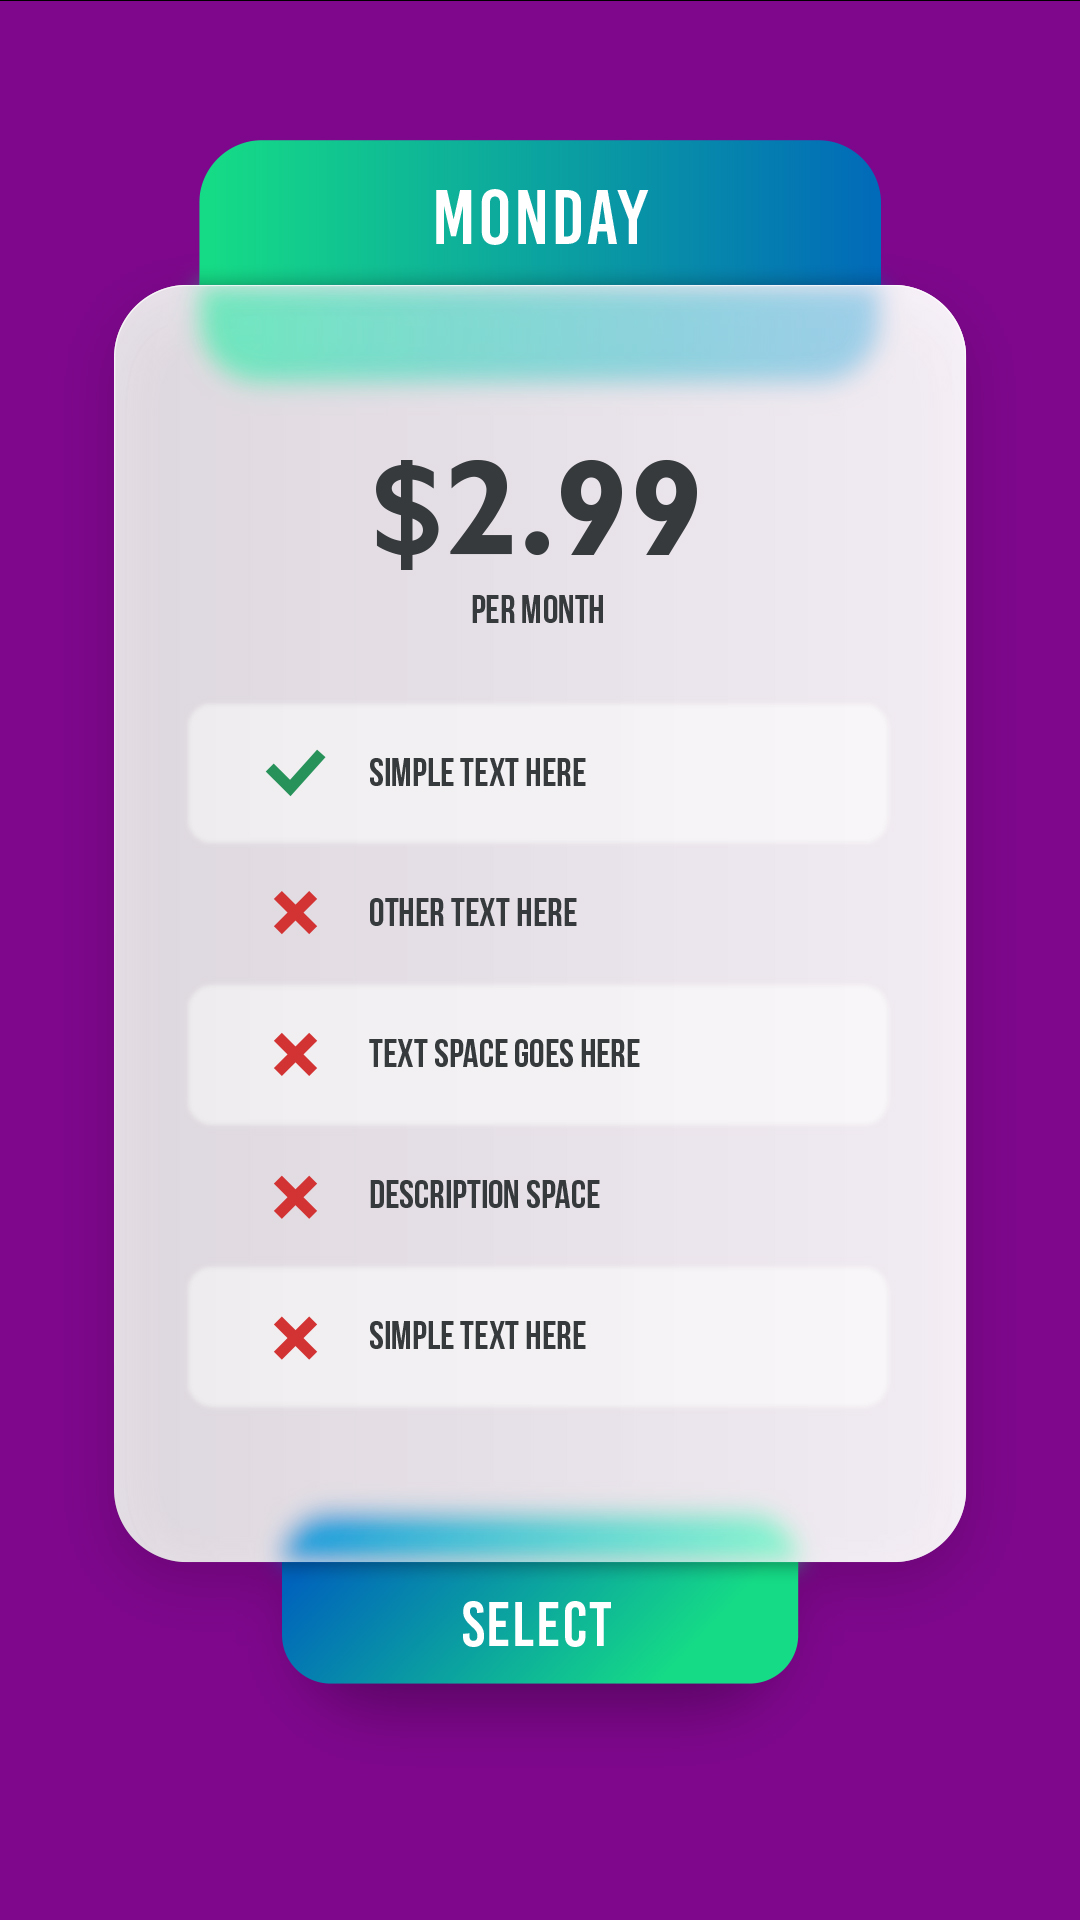 MONDAY
$2.99
PER MONTH
SIMPLE TEXT HERE
OTHER TEXT HERE
TEXT SPACE GOES HERE
DESCRIPTION SPACE
SIMPLE TEXT HERE
SELECT